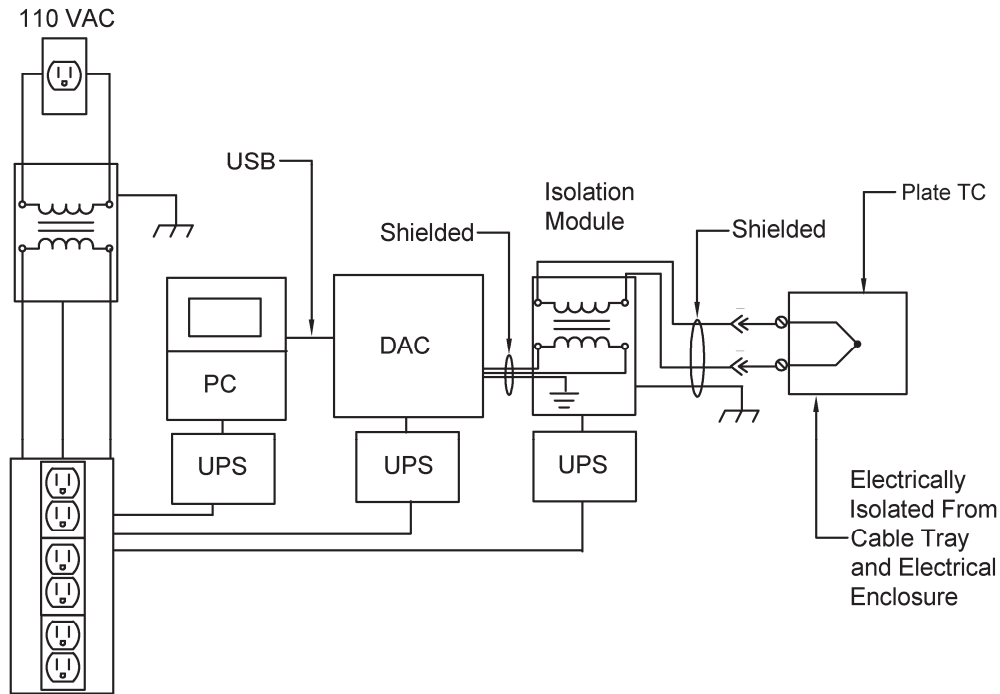 110 VAC
USB
Isolation
Module
Plate TC
Shielded
Shielded
DAC
PC
UPS
UPS
UPS
Electrically
Isolated From
Cable Tray
and Electrical
Enclosure